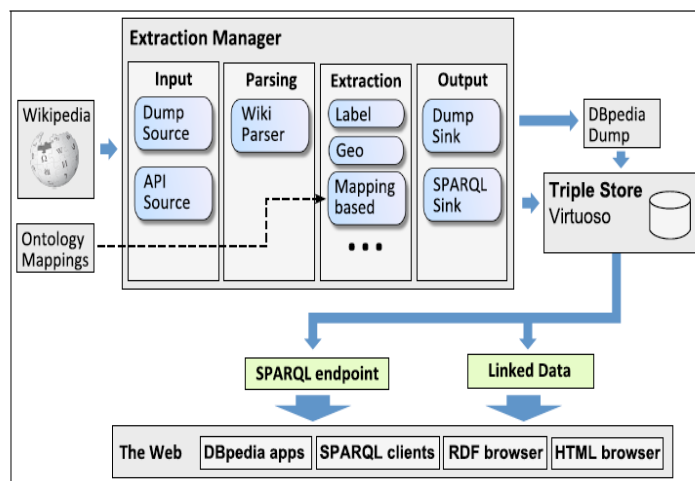 Extraction Manager
Input
Parsing
Extraction
Output
Wikipedia
Dump
Source
API
Source
Wiki
Parser
Label
Geo
Mapping
based
• • •
Dump
Sink
SPARQL
Sink
DBpedia
Dump
Triple Store
Virtuoso
Ontology
Mappings
SPARQL endpoint
Linked Data
The Web
DBpedia apps
SPARQL clients
RDF browser
HTML browser